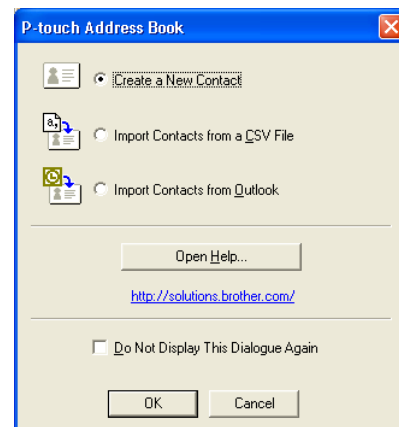 P-touch Address Book
Create a New Contact
a,
Import Contacts from a CSV File
Import Contacts from Outlook
Open Help...
http://solutions.brother.com/
Do Not Display This Dialogue Again
OK Cancel